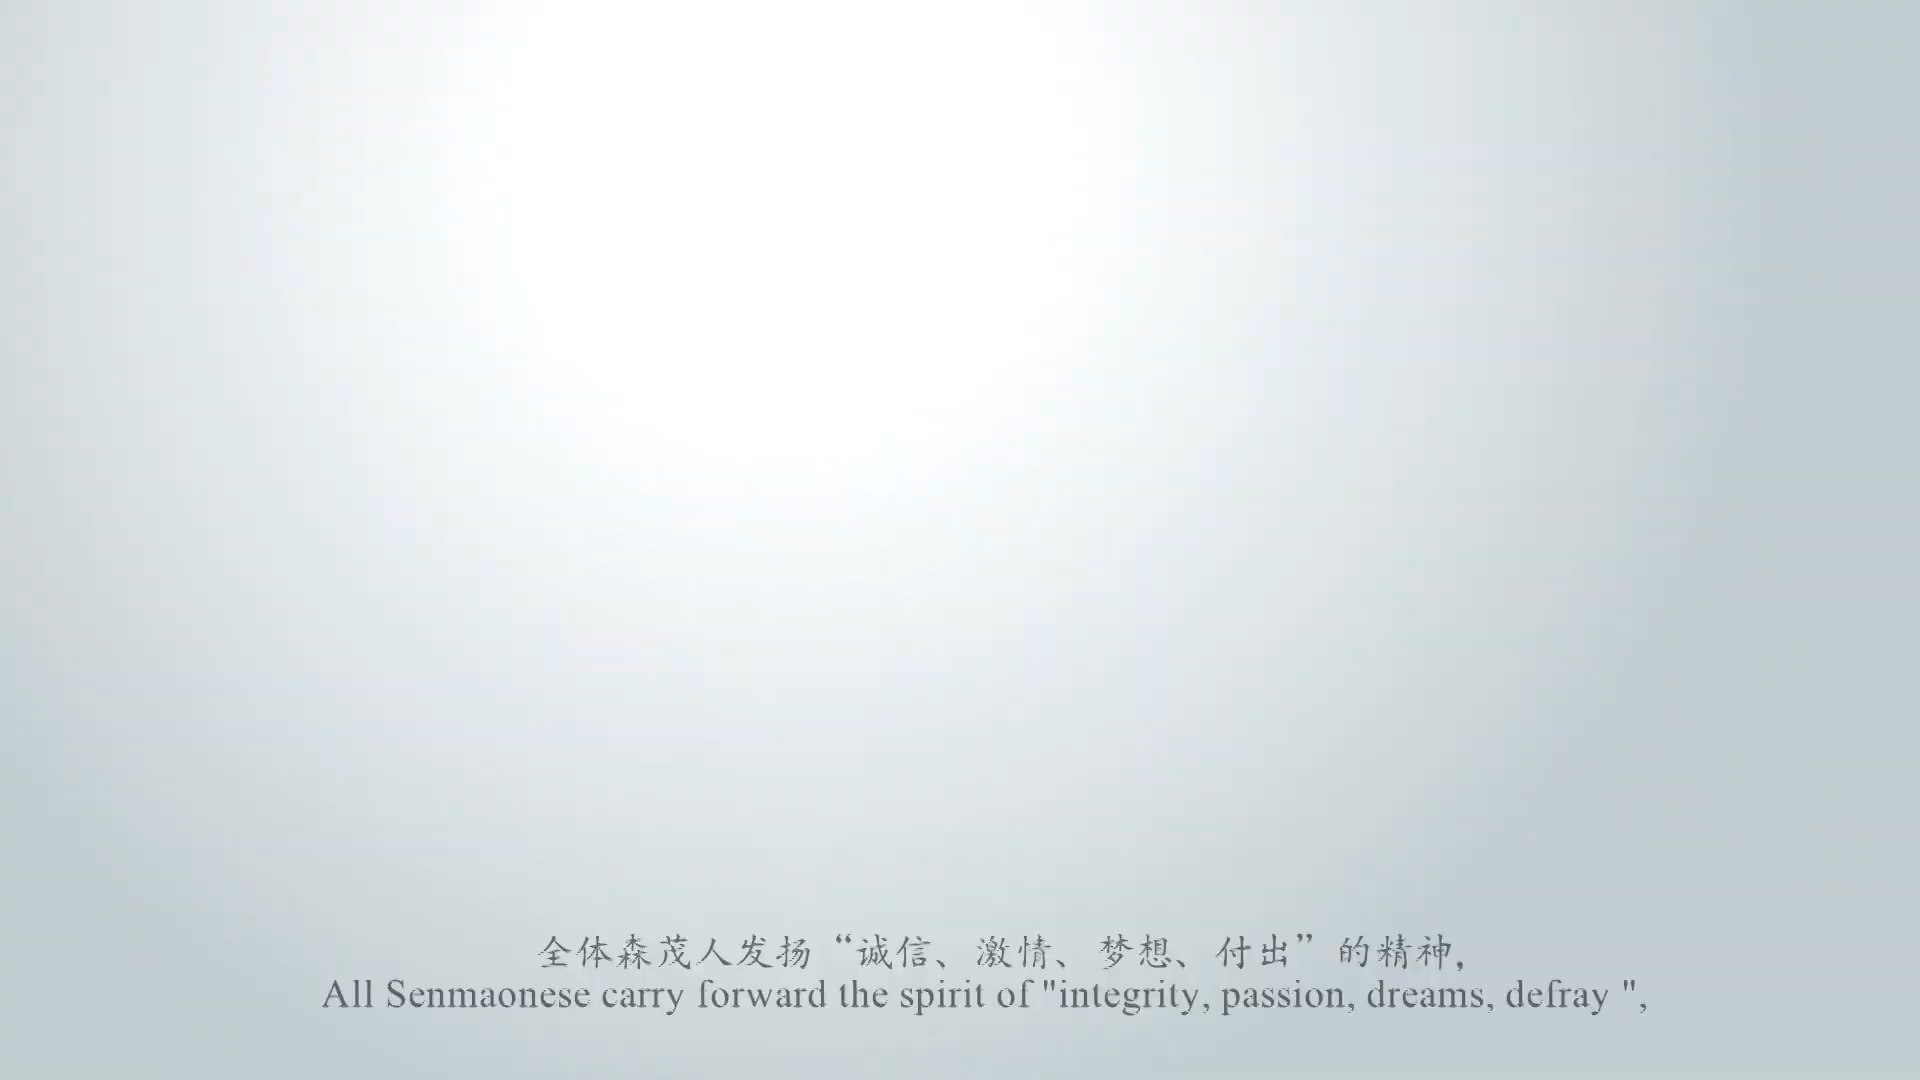 全体森茂人发扬“诚信、激情、梦想、付出”的精神,
All Senmaonese carry forward the spirit of "integrity, passion, dreams, defray ",